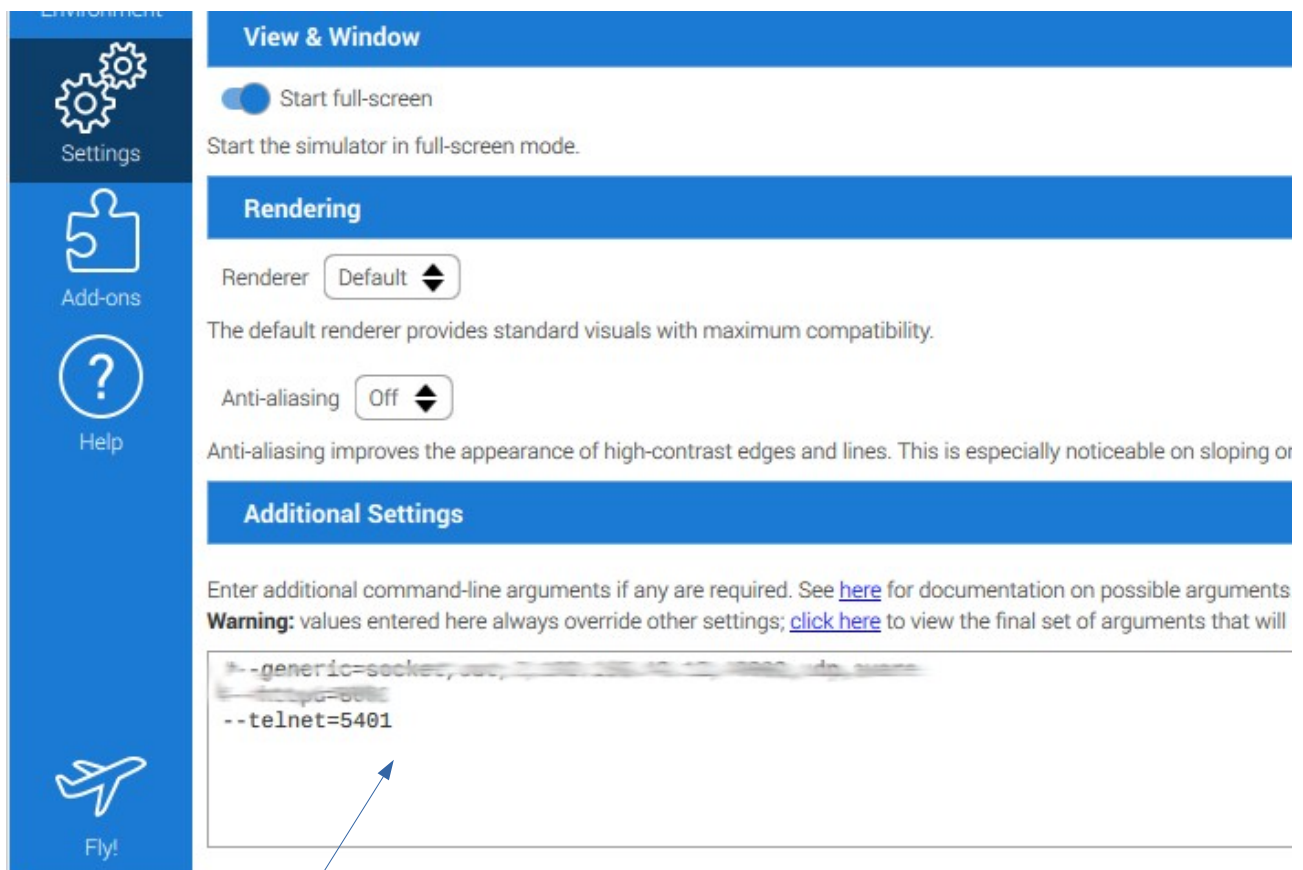 Environment
Settings
Add-ons
Help
Fly!
View & Window
Start full-screen
Start the simulator in full-screen mode.
Rendering
Renderer Default
The default renderer provides standard visuals with maximum compatibility.
Anti-aliasing Off
Anti-aliasing improves the appearance of high-contrast edges and lines. This is especially noticeable on sloping or
Additional Settings
Enter additional command-line arguments if any are required. See here for documentation on possible arguments
Warning: values entered here always override other settings; click here to view the final set of arguments that will
--generic=socket,
--telnet=5401